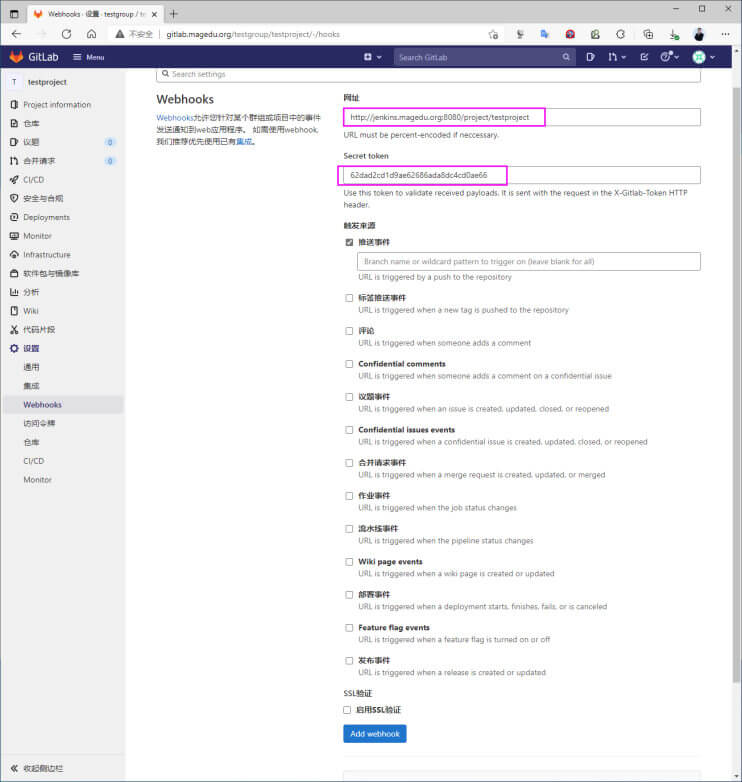 Webhooks · 设置 · testgroup / te
不安全 gitlab.magedu.org/testgroup/testproject/-/hooks
GitLab Menu Search GitLab
T testproject
Search settings
Project information
仓库
议题 0
合并请求 0
CI/CD
安全与合规
Deployments
Monitor
Infrastructure
软件包与镜像库
分析
Wiki
代码片段
设置
通用
集成
Webhooks
访问令牌
仓库
CI/CD
Monitor
收起侧边栏
Webhooks
Webhooks允许您针对某个群组或项目中的事件
发送通知到web应用程序。 如需使用webhook,
我们推荐优先使用已有集成。
网址
http://jenkins.magedu.org:8080/project/testproject
URL must be percent-encoded if neccessary.
Secret token
62dad2cd1d9ae62686ada8dc4cd0ae66
Use this token to validate received payloads. It is sent with the request in the X-Gitlab-Token HTTP
header.
触发来源
推送事件
Branch name or wildcard pattern to trigger on (leave blank for all)
URL is triggered by a push to the repository
标签推送事件
URL is triggered when a new tag is pushed to the repository
评论
URL is triggered when someone adds a comment
Confidential comments
URL is triggered when someone adds a comment on a confidential issue
议题事件
URL is triggered when an issue is created, updated, closed, or reopened
Confidential issues events
URL is triggered when a confidential issue is created, updated, closed, or reopened
合并请求事件
URL is triggered when a merge request is created, updated, or merged
作业事件
URL is triggered when the job status changes
流水线事件
URL is triggered when the pipeline status changes
Wiki page events
URL is triggered when a wiki page is created or updated
部署事件
URL is triggered when a deployment starts, finishes, fails, or is canceled
Feature flag events
URL is triggered when a feature flag is turned on or off
发布事件
URL is triggered when a release is created or updated
SSL验证
启用SSL验证
Add webhook